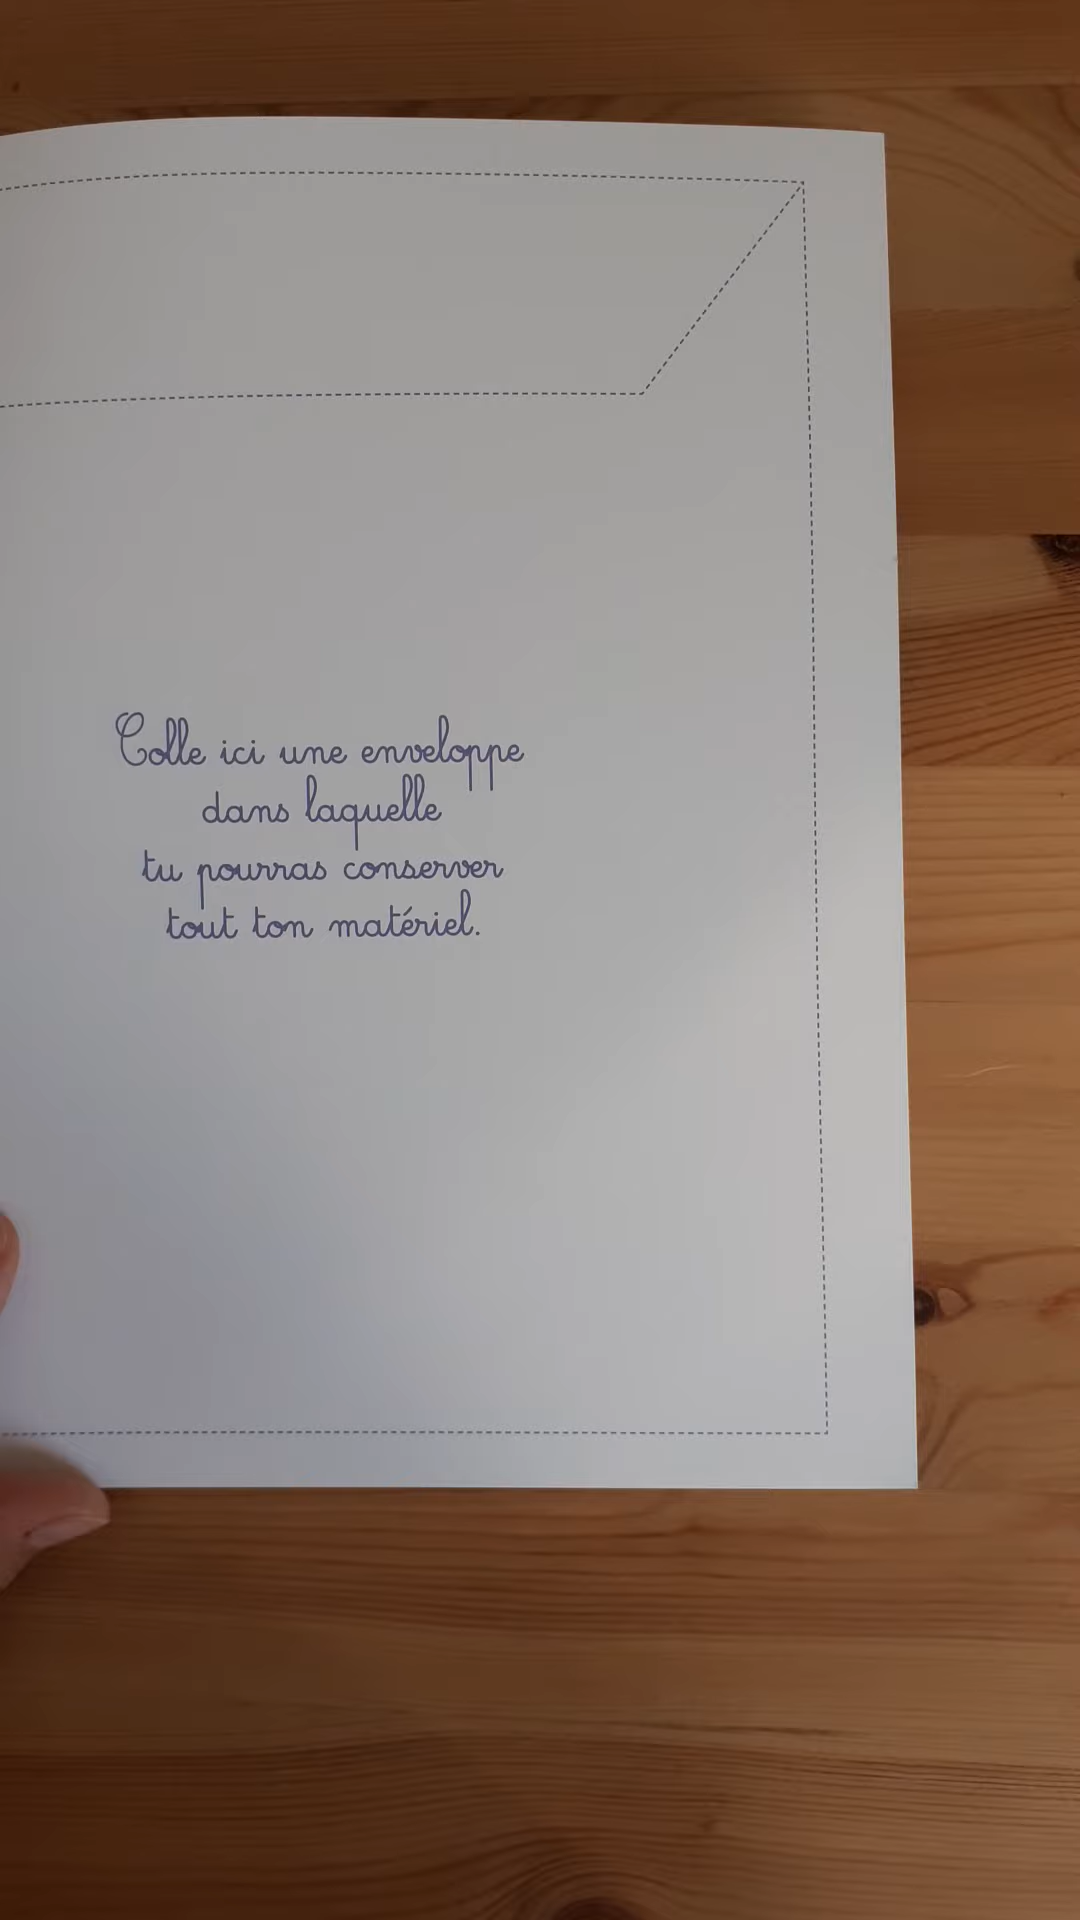 Colle ici une enveloppe
dans laquelle
tu pourras conserver
tout ton matériel.